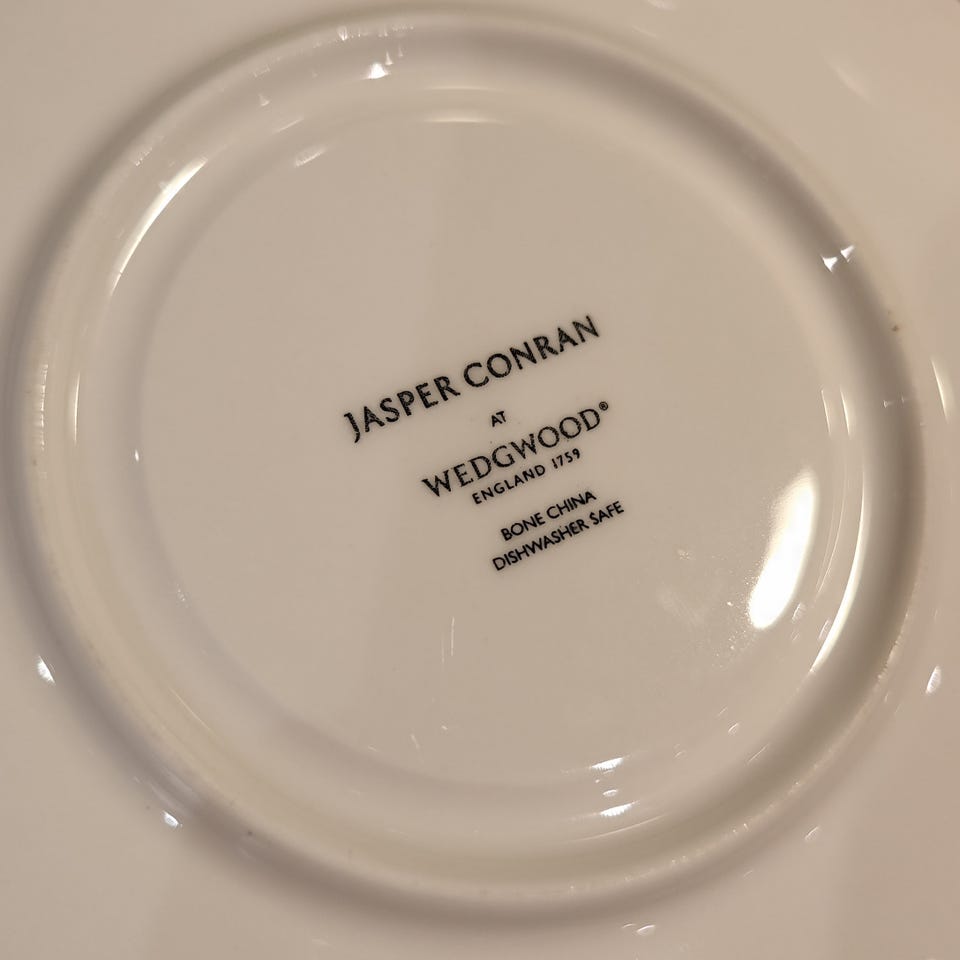 JASPER CONRAN
AT
WEDGWOOD®
ENGLAND 1759
BONE CHINA
DISHWASHER SAFE